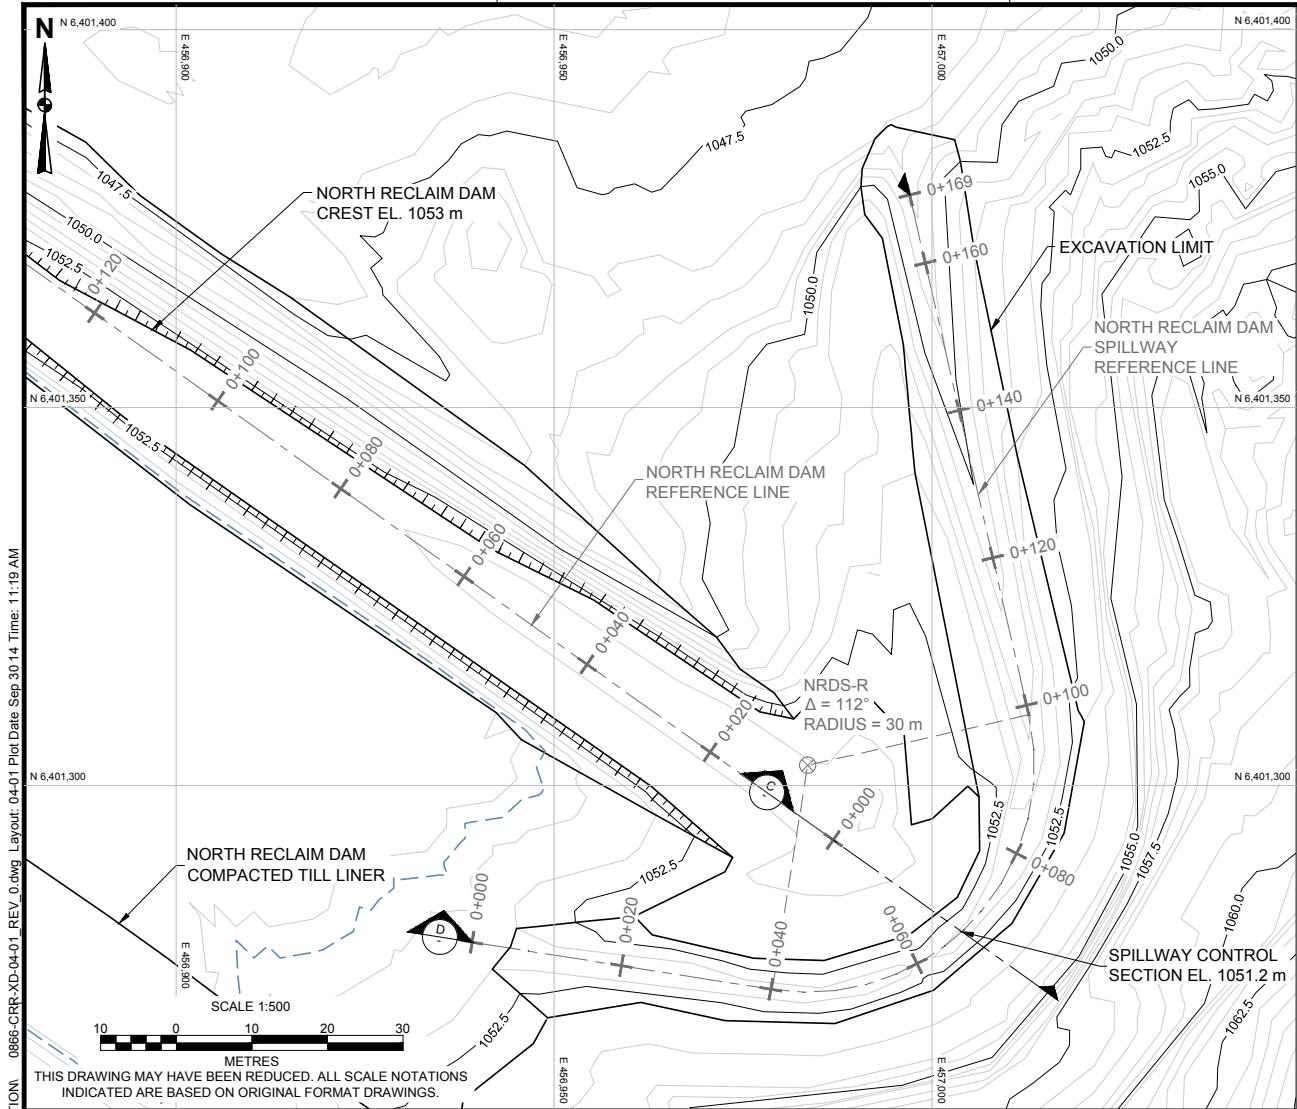 N 6,401,400
N 6,401,400
N
E 456,900
E 456,950
E 457,000
1050.0
1047.5
1052.5
1055.0
1047.5
NORTH RECLAIM DAM
CREST EL. 1053 m
0+169
1050.0
1052.5
0+120
0+160
EXCAVATION LIMIT
1050.0
NORTH RECLAIM DAM
SPILLWAY
REFERENCE LINE
0+100
0+140
N 6,401,350
N 6,401,350
1052.5
0+080
NORTH RECLAIM DAM
REFERENCE LINE
0+060
0+120
0+040
NRDS-R
Δ = 112°
RADIUS = 30 m
0+020
0+100
N 6,401,300
N 6,401,300
C
-
0+000
1052.5
1052.5
1055.0
1057.5
NORTH RECLAIM DAM
COMPACTED TILL LINER
1052.5
0+080
0+000
D
-
0+020
0+040
0+060
1060.0
SPILLWAY CONTROL
SECTION EL. 1051.2 m
E 456,900
1052.5
1062.5
E 456,950
E 457,000
SCALE 1:500
10 0 10 20 30
METRES
THIS DRAWING MAY HAVE BEEN REDUCED. ALL SCALE NOTATIONS
INDICATED ARE BASED ON ORIGINAL FORMAT DRAWINGS.
TION\ 0866-CRR-XD-04-01_REV_0.dwg Layout: 04-01 Plot Date Sep 30 14 Time: 11:19 AM